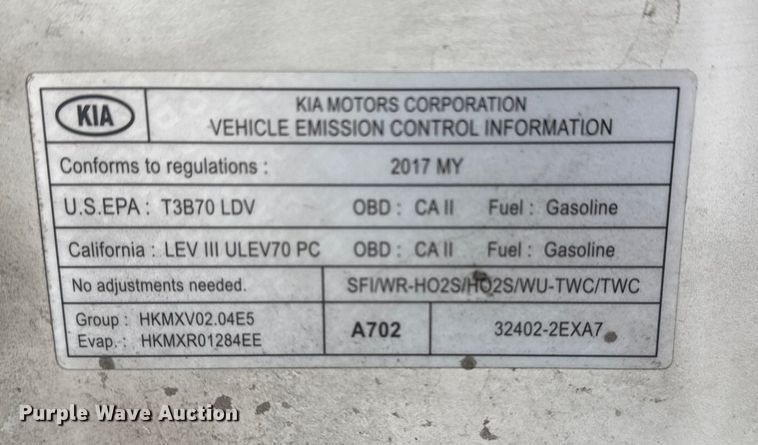 KIA
KIA MOTORS CORPORATION
VEHICLE EMISSION CONTROL INFORMATION
Conforms to regulations : 2017 MY
U.S.EPA : T3B70 LDV OBD : CA II Fuel : Gasoline
California : LEV III ULEV70 PC OBD : CA II Fuel : Gasoline
No adjustments needed. SFI/WR-HO2S/HO2S/WU-TWC/TWC
Group : HKMXV02.04E5
Evap. : HKMXR01284EE
A702
32402-2EXA7
Purple Wave Auction